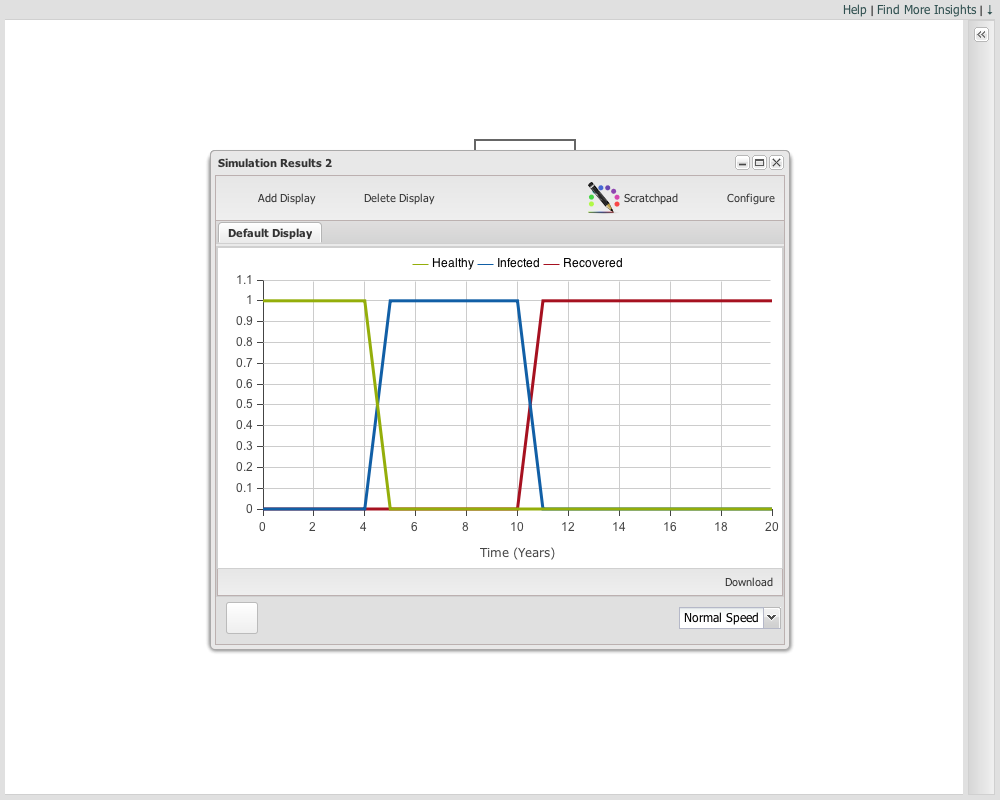 Help | Find More Insights | ↓
Simulation Results 2
Add Display Delete Display Scratchpad Configure
Default Display
Healthy Infected Recovered
1.1
1
0.9
0.8
0.7
0.6
0.5
0.4
0.3
0.2
0.1
0
0 2 4 6 8 10 12 14 16 18 20
Time (Years)
Download
Normal Speed